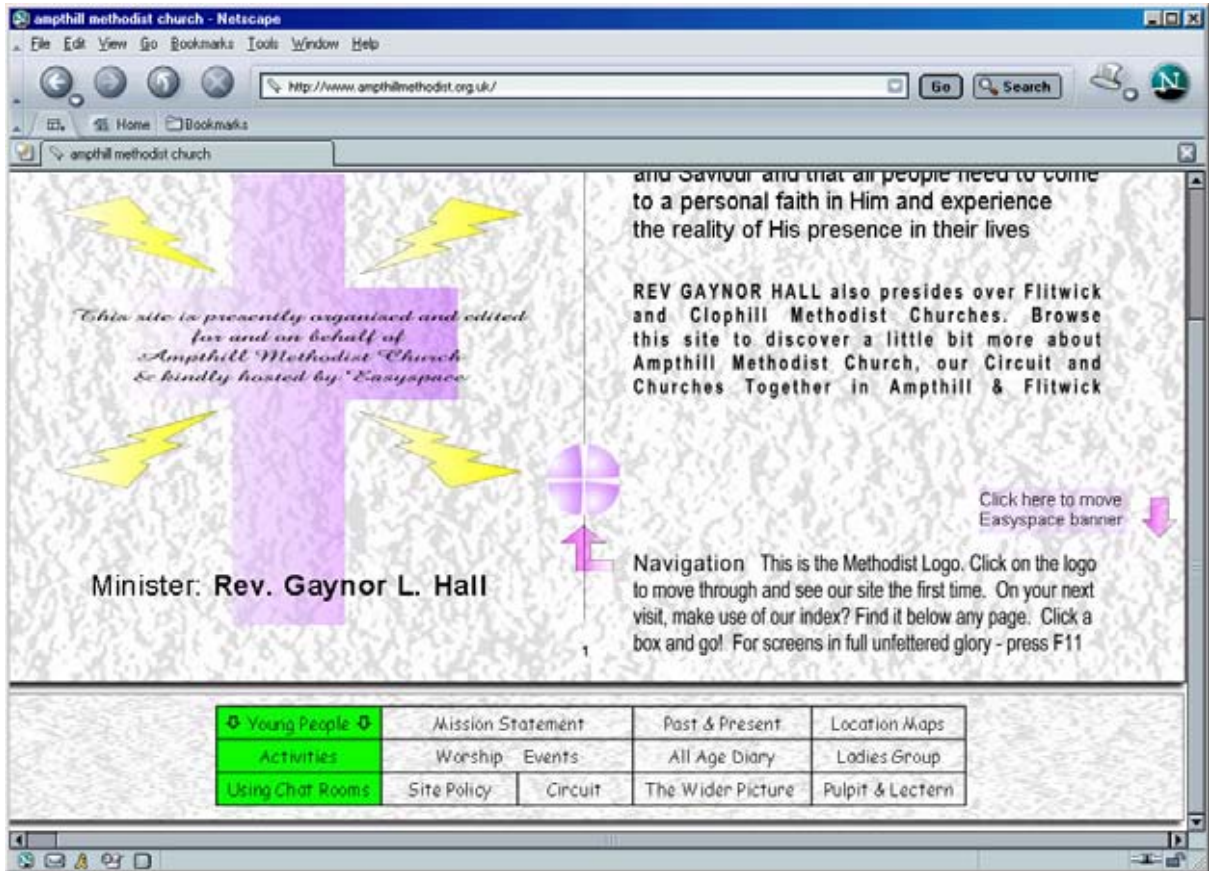 ampthill methodist church - Netscape
File Edit View Go Bookmarks Tools Window Help
http://www.ampthillmethodist.org.uk/ Go Search N
Home Bookmarks
ampthill methodist church
and Saviour and that all people need to come
to a personal faith in Him and experience
the reality of His presence in their lives
This site is presently organised and edited
for and on behalf of
Ampthill Methodist Church
& kindly hosted by "Easyspace
REV GAYNOR HALL also presides over Flitwick
and Clophill Methodist Churches. Browse
this site to discover a little bit more about
Ampthill Methodist Church, our Circuit and
Churches Together in Ampthill & Flitwick
Click here to move
Easyspace banner
Minister: Rev. Gaynor L. Hall
Navigation This is the Methodist Logo. Click on the logo
to move through and see our site the first time. On your next
visit, make use of our index? Find it below any page. Click a
box and go! For screens in full unfettered glory - press F11
1
Young People Mission Statement Past & Present Location Maps
Activities Worship Events All Age Diary Ladies Group
Using Chat Rooms Site Policy Circuit The Wider Picture Pulpit & Lectern